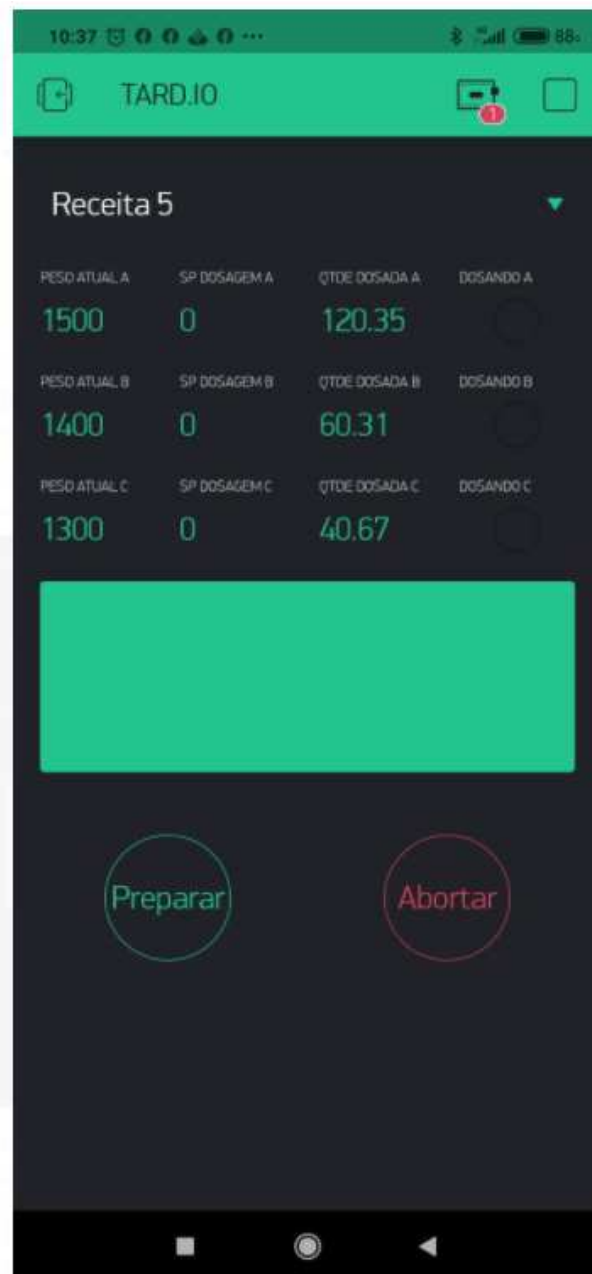 10:37 ... 88%
TARD.IO
1
Receita 5
PESO ATUAL A SP DOSAGEM A QTDE DOSADA A DOSANDO A
1500 0 120.35
PESO ATUAL B SP DOSAGEM B QTDE DOSADA B DOSANDO B
1400 0 60.31
PESO ATUAL C SP DOSAGEM C QTDE DOSADA C DOSANDO C
1300 0 40.67
Preparar Abortar